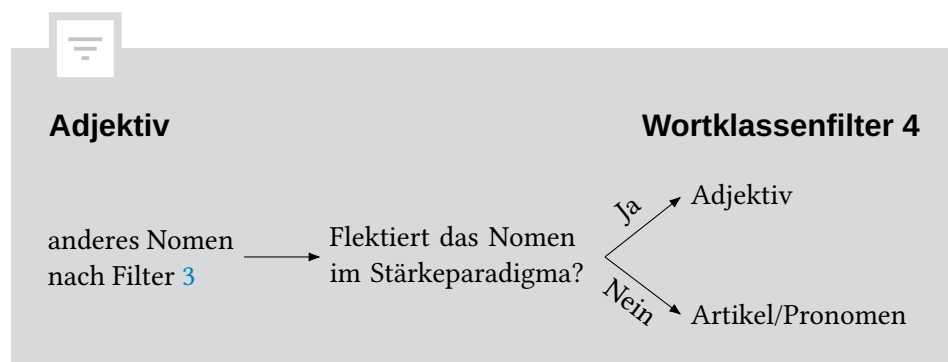 Adjektiv
Wortklassenfilter 4
anderes Nomen
nach Filter 3
Flektiert das Nomen
im Stärkeparadigma?
Ja
Adjektiv
Nein
Artikel/Pronomen